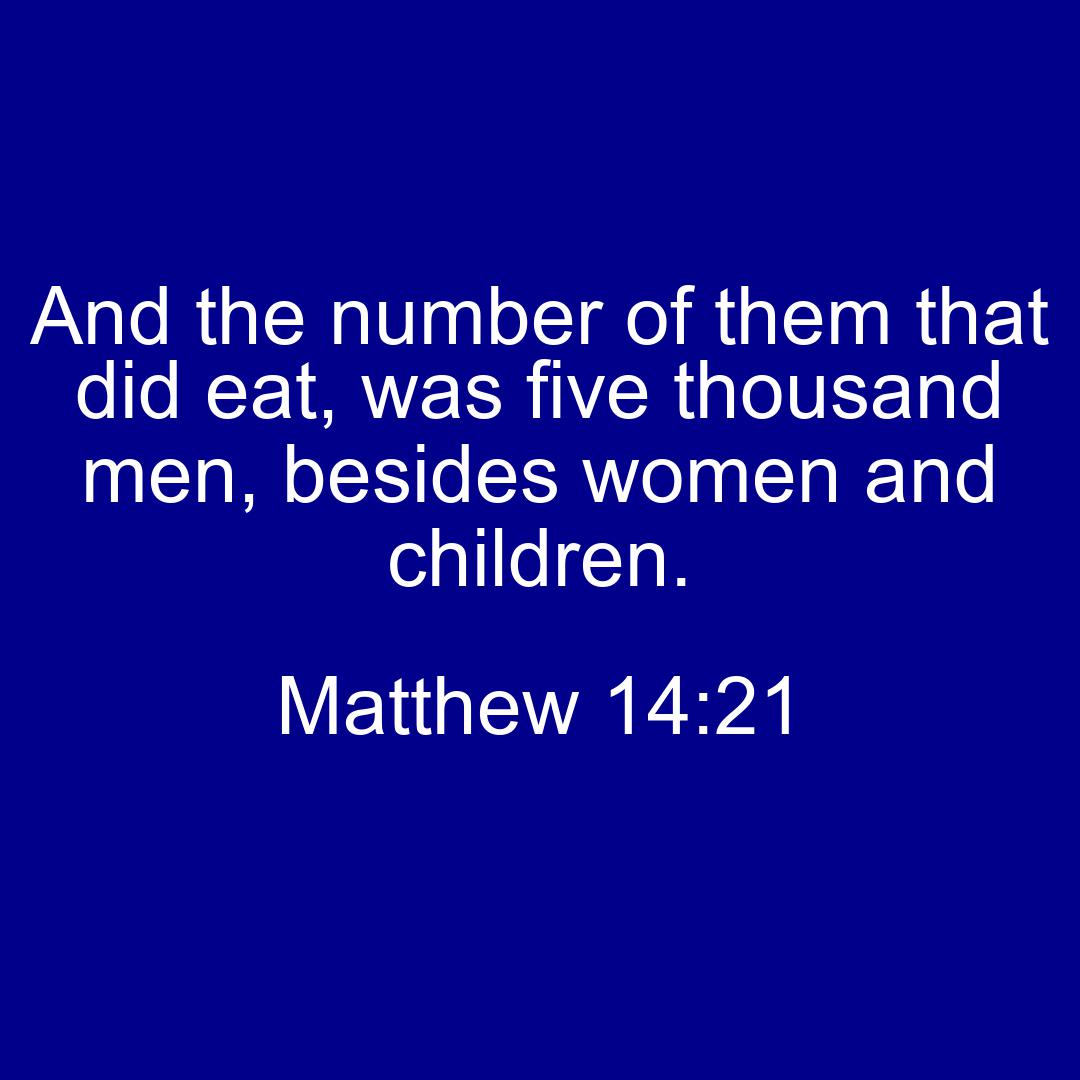 And the number of them that
did eat, was five thousand
men, besides women and
children.
Matthew 14:21